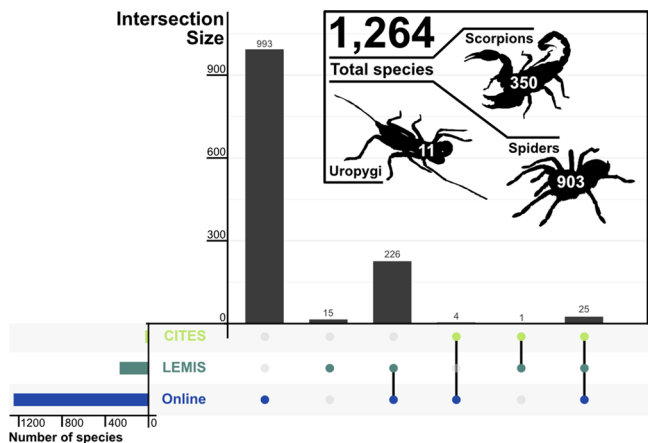 Intersection
Size
993
900
600
300
0
15
226
4
1
25
1,264
Total species
Scorpions
350
Uropygi
11
Spiders
903
CITES
LEMIS
Online
1200
800
400
0
Number of species